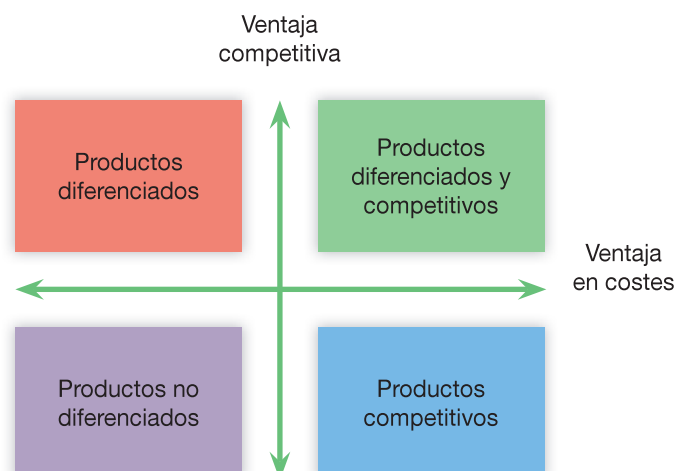 Ventaja
competitiva
Productos
diferenciados
Productos
diferenciados y
competitivos
Ventaja
en costes
Productos no
diferenciados
Productos
competitivos